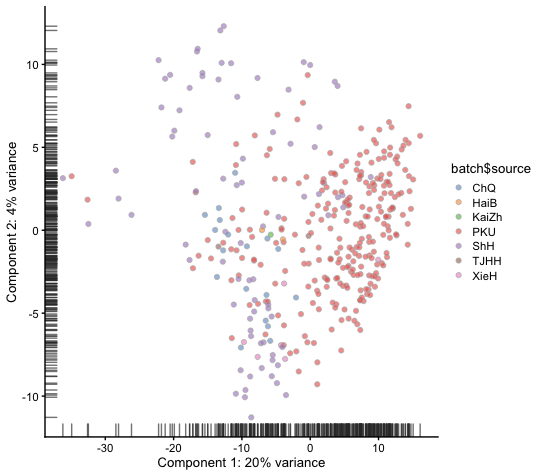 10
5
0
-5
-10
Component 2: 4% variance
-30
-20
-10
0
10
Component 1: 20% variance
batch$source
ChQ
HaiB
KaiZh
PKU
ShH
TJHH
XieH